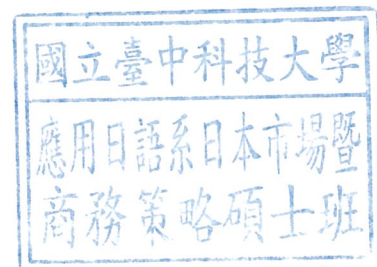 國立臺中科技大學
應用日語系日本市場暨
商務策略碩士班